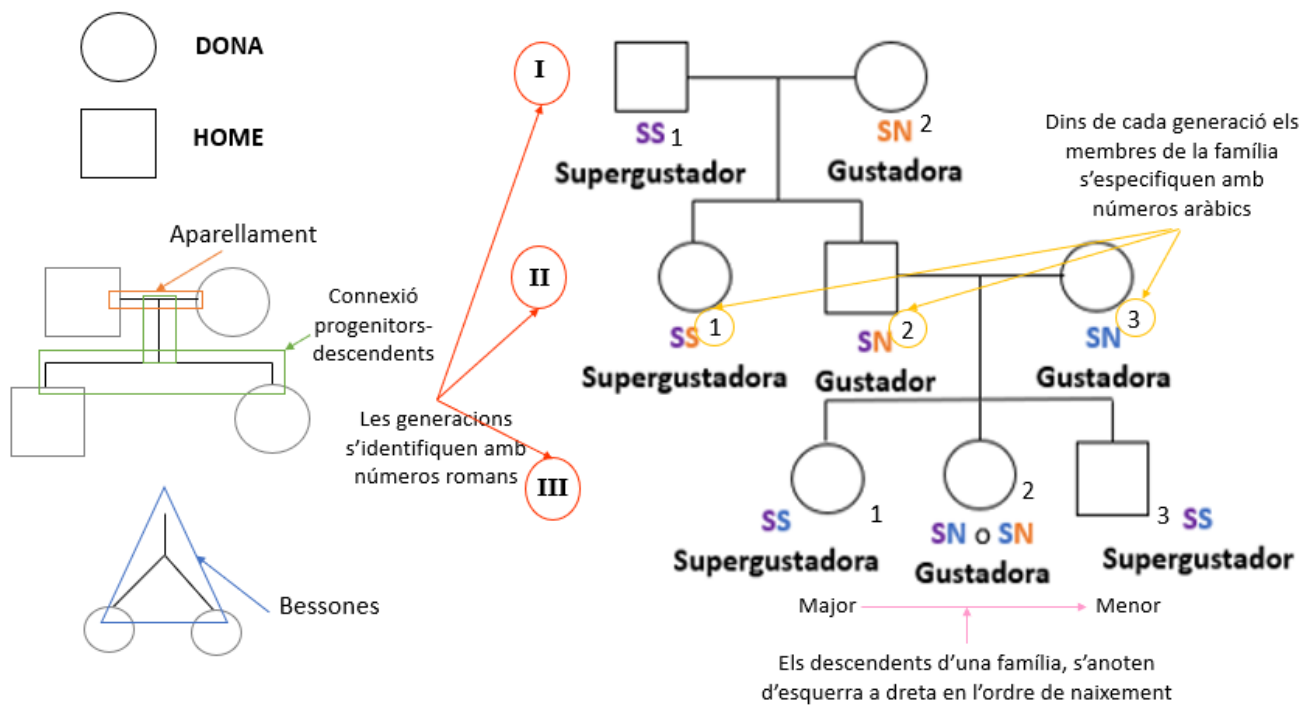 DONA
HOME
Aparellament
Connexió
progenitors-
descendents
Bessones
I
II
III
Les generacions
s'identifiquen amb
números romans
SS 1
Supergustador
SN 2
Gustadora
Dins de cada generació els
membres de la família
s'especifiquen amb
números aràbics
SS 1
Supergustadora
SN 2
Gustador
SN 3
Gustadora
SS 1
Supergustadora
2
SN o SN
Gustadora
3 SS
Supergustador
Major
Menor
Els descendents d'una família, s'anoten
d'esquerra a dreta en l'ordre de naixement